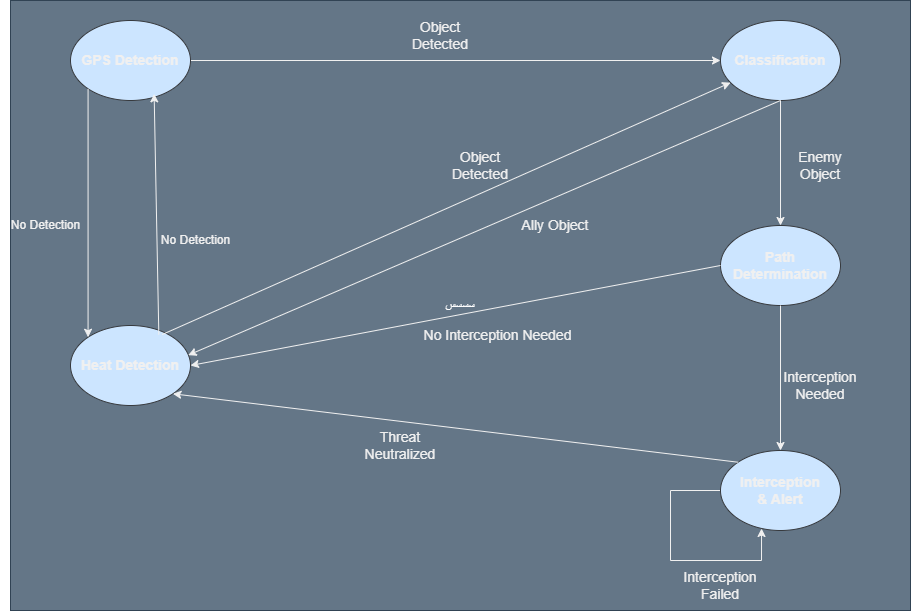 Object
Detected
GPS Detection
Classification
Object
Detected
Enemy
Object
No Detection
No Detection
Ally Object
Path
Determination
No Interception Needed
Heat Detection
Interception
Needed
Threat
Neutralized
Interception
& Alert
Interception
Failed